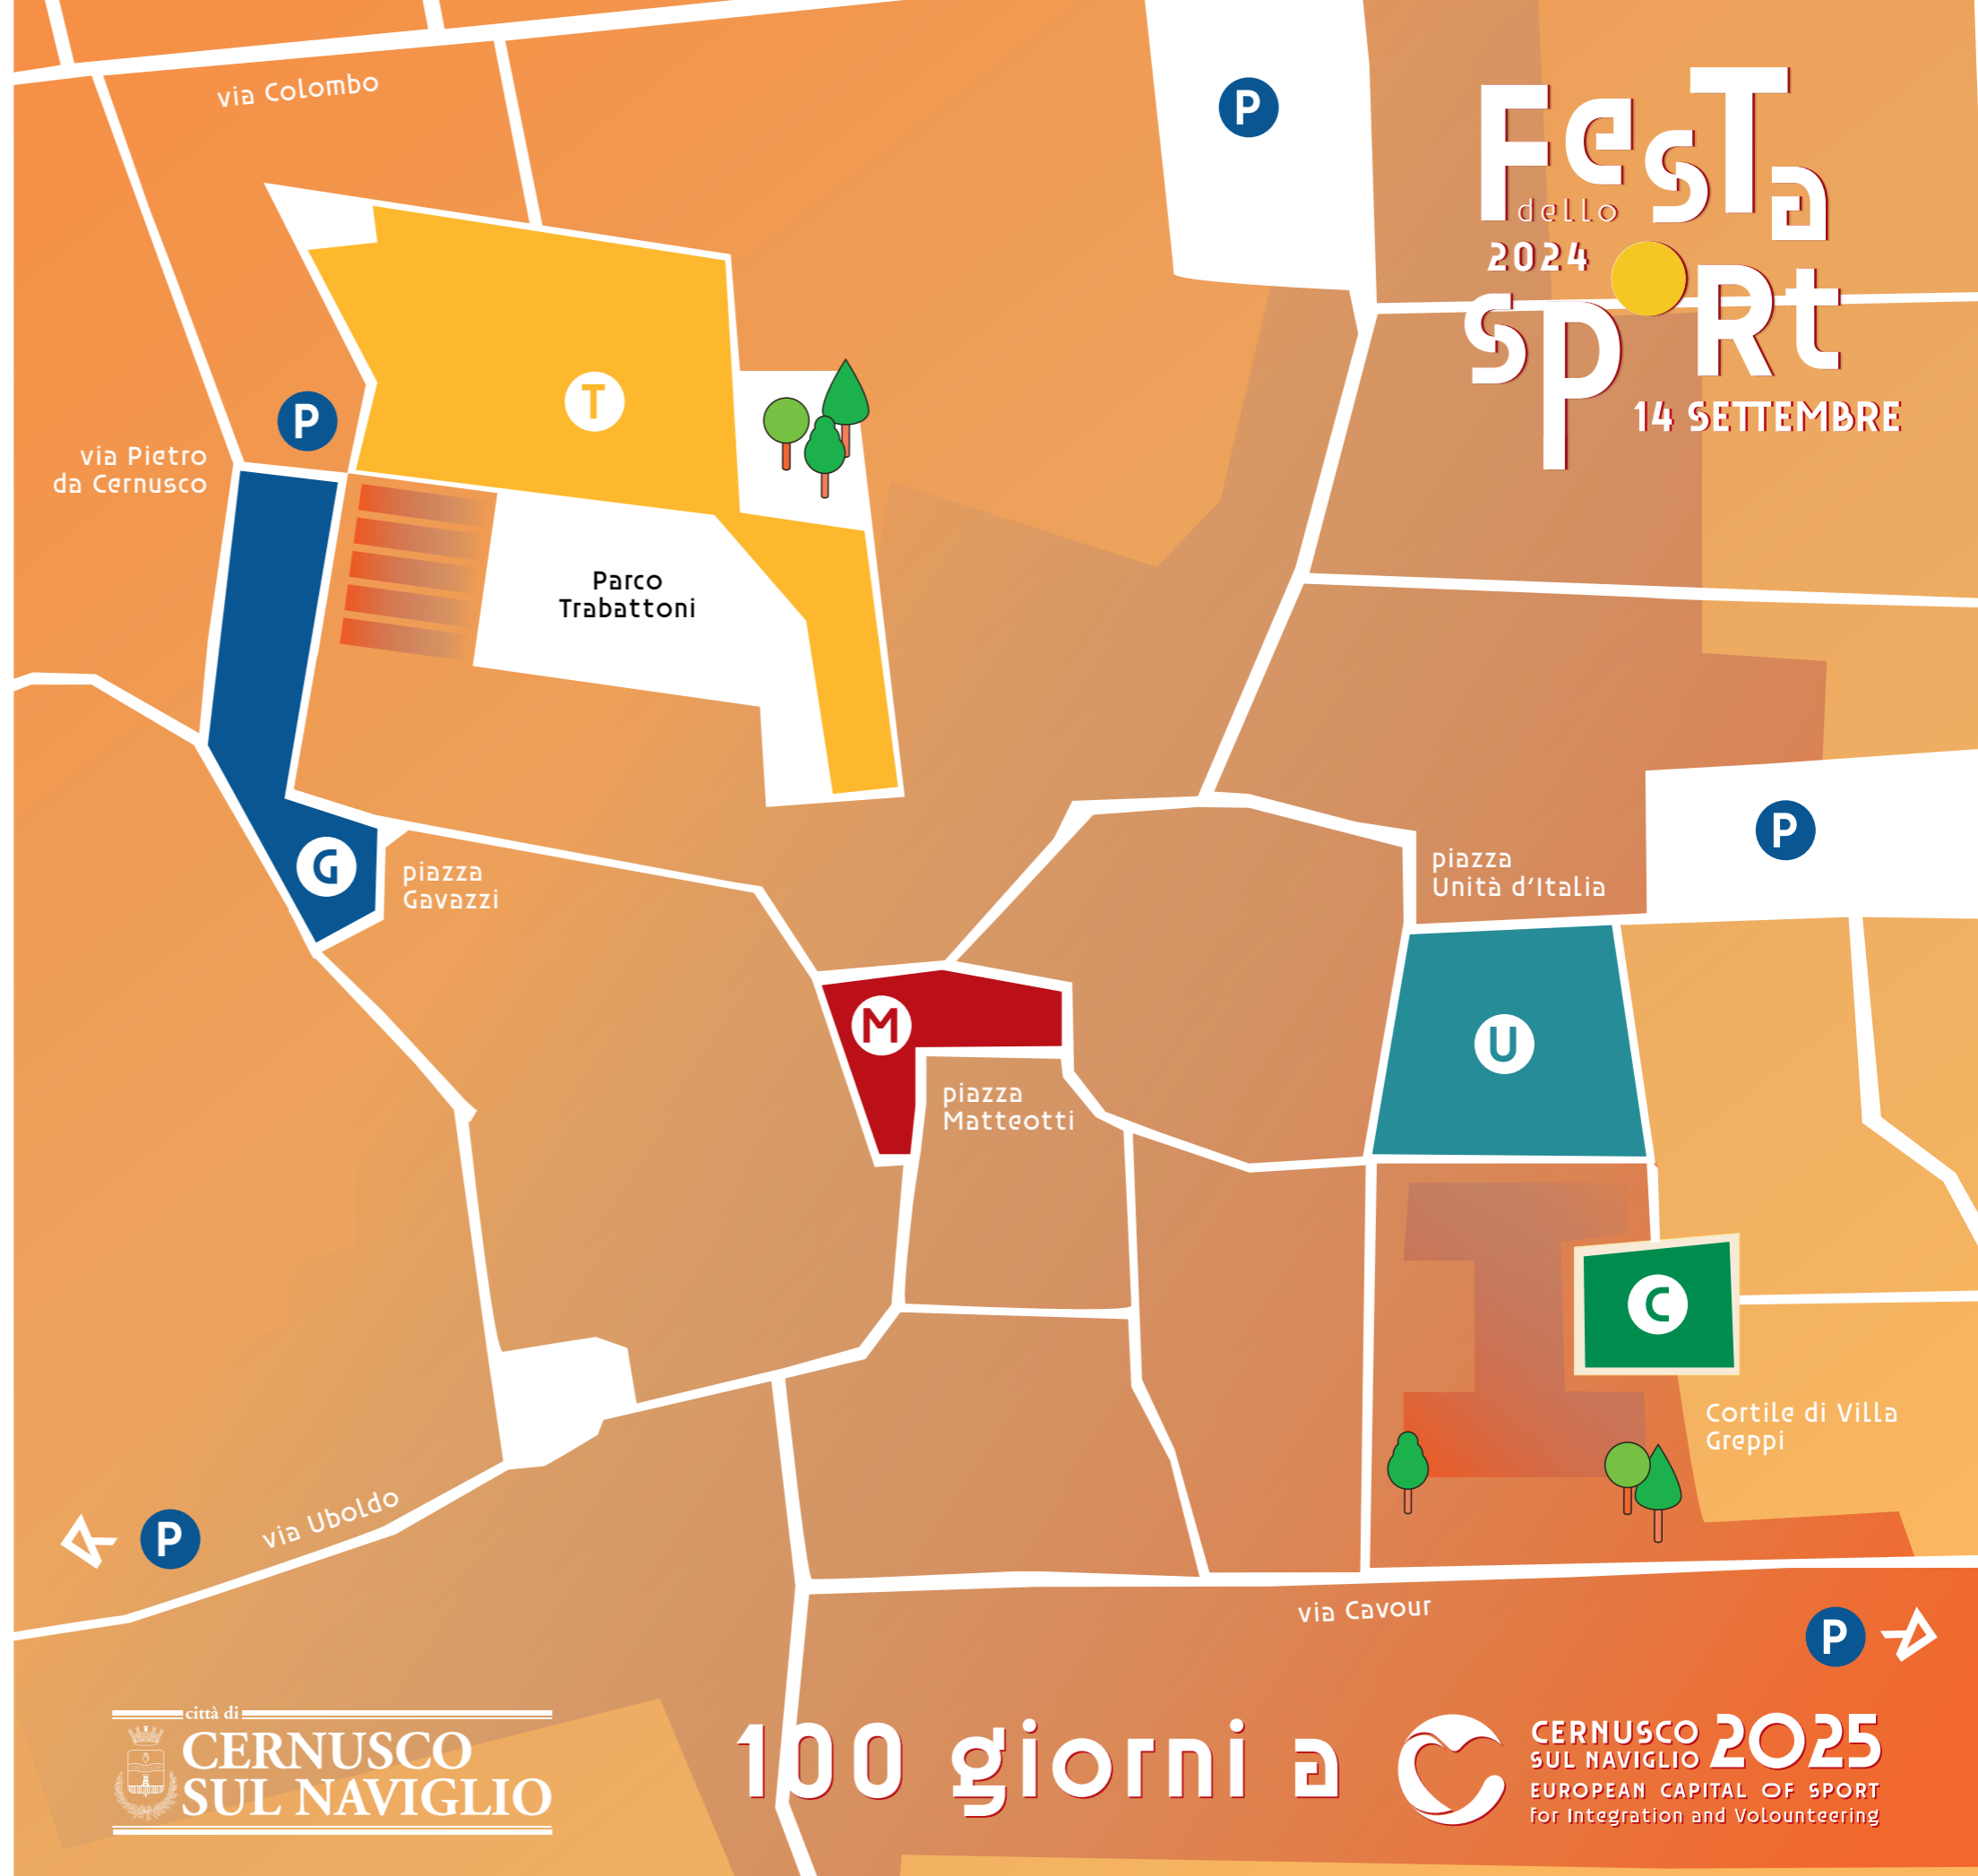 via Colombo
P
FesTa
dello
2024
SpoRt
14 SETTEMBRE
T
P
via Pietro
da Cernusco
Parco
Trabattoni
P
piazza
Unità d'Italia
G
piazza
Gavazzi
M
U
piazza
Matteotti
C
Cortile di Villa
Greppi
via Uboldo
P
via Cavour
P
città di
CERNUSCO
SUL NAVIGLIO
100 giorni a
CERNUSCO
SUL NAVIGLIO 2025
EUROPEAN CAPITAL OF SPORT
for Integration and Volounteering